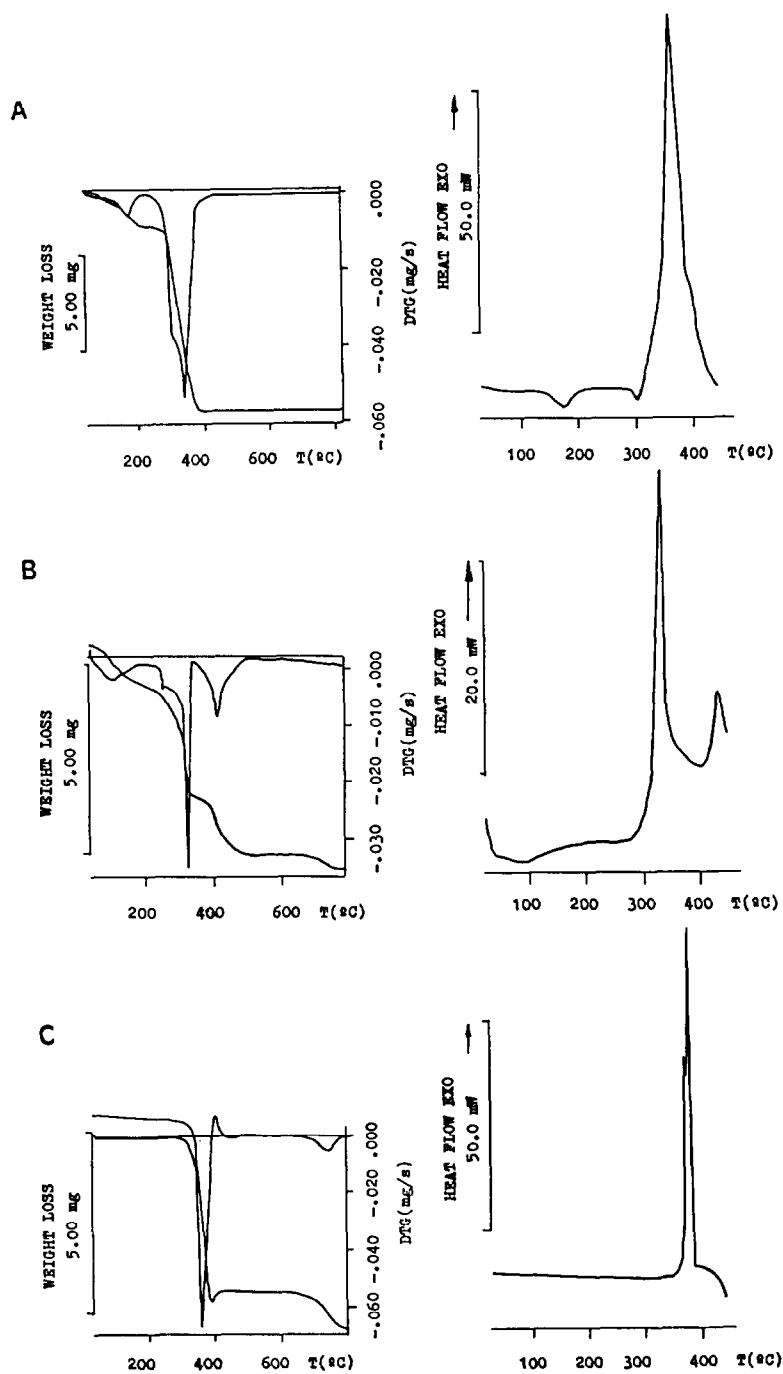 A
WEIGHT LOSS
5.00 mg
.000
-.020
-.040
-.060
DTG(mg/s)
200
400
600
T(ºC)
HEAT FLOW EXO
50.0 mW
100
200
300
400
T(ºC)
B
WEIGHT LOSS
5.00 mg
.000
-.010
-.020
-.030
DTG(mg/s)
200
400
600
T(ºC)
HEAT FLOW EXO
20.0 mW
100
200
300
400
T(ºC)
C
WEIGHT LOSS
5.00 mg
.000
-.020
-.040
-.060
DTG(mg/s)
200
400
600
T(ºC)
HEAT FLOW EXO
50.0 mW
100
200
300
400
T(ºC)